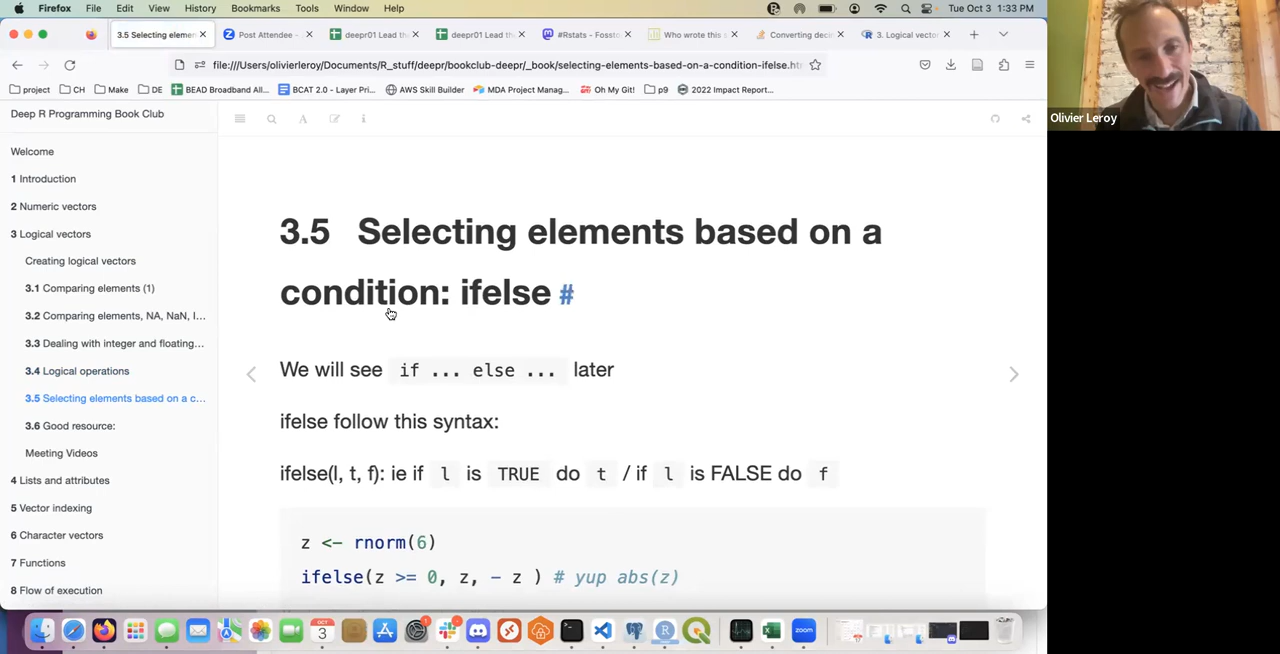 Firefox File Edit View History Bookmarks Tools Window Help Tue Oct 3 1:33 PM
3.5 Selecting elemen Post Attendee - deepr01 Lead th deepr01 Lead th #Rstats - Fossto Who wrote this s Converting deci 3. Logical vecto
file:///Users/olivierleroy/Documents/R_stuff/deepr/bookclub-deepr/_book/selecting-elements-based-on-a-condition-ifelse.ht
project CH Make DE BEAD Broadband All... BCAT 2.0 - Layer Pri... AWS Skill Builder MDA Project Manag... Oh My Git! p9 2022 Impact Report...
Olivier Leroy
Deep R Programming Book Club
Welcome
1 Introduction
2 Numeric vectors
3 Logical vectors
Creating logical vectors
3.1 Comparing elements (1)
3.2 Comparing elements, NA, NaN, I...
3.3 Dealing with integer and floating...
3.4 Logical operations
3.5 Selecting elements based on a c...
3.6 Good resource:
Meeting Videos
4 Lists and attributes
5 Vector indexing
6 Character vectors
7 Functions
8 Flow of execution
3.5 Selecting elements based on a
condition: ifelse #
We will see if ... else ... later
ifelse follow this syntax:
ifelse(l, t, f): ie if l is TRUE do t / if l is FALSE do f
z <- rnorm(6)
ifelse(z >= 0, z, - z ) # yup abs(z)
OCT
3
zoom